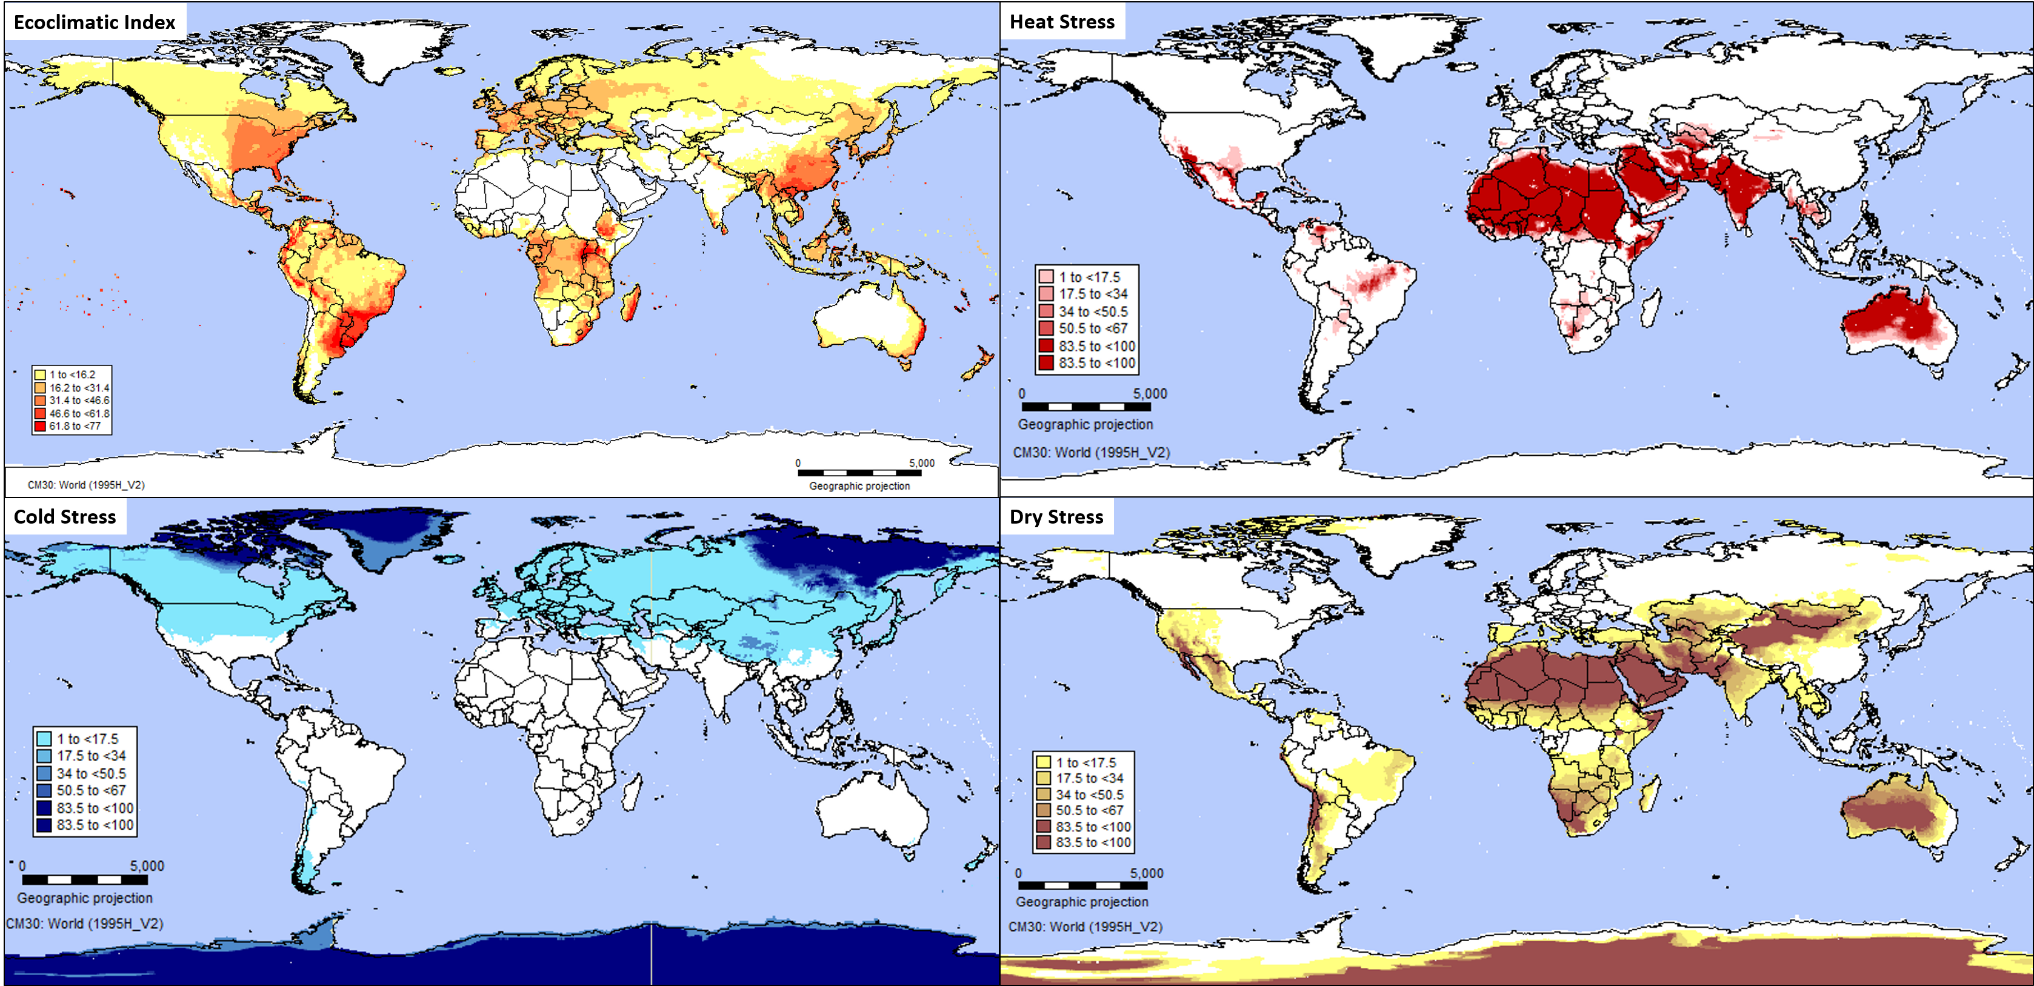 Ecoclimatic Index
1 to <16.2
16.2 to <31.4
31.4 to <46.6
46.6 to <61.8
61.8 to <77
0 5,000
Geographic projection
CM30: World (1995H_V2)
Heat Stress
1 to <17.5
17.5 to <34
34 to <50.5
50.5 to <67
83.5 to <100
83.5 to <100
0 5,000
Geographic projection
CM30: World (1995H_V2)
Cold Stress
1 to <17.5
17.5 to <34
34 to <50.5
50.5 to <67
83.5 to <100
83.5 to <100
0 5,000
Geographic projection
CM30: World (1995H_V2)
Dry Stress
1 to <17.5
17.5 to <34
34 to <50.5
50.5 to <67
83.5 to <100
83.5 to <100
0 5,000
Geographic projection
CM30: World (1995H_V2)